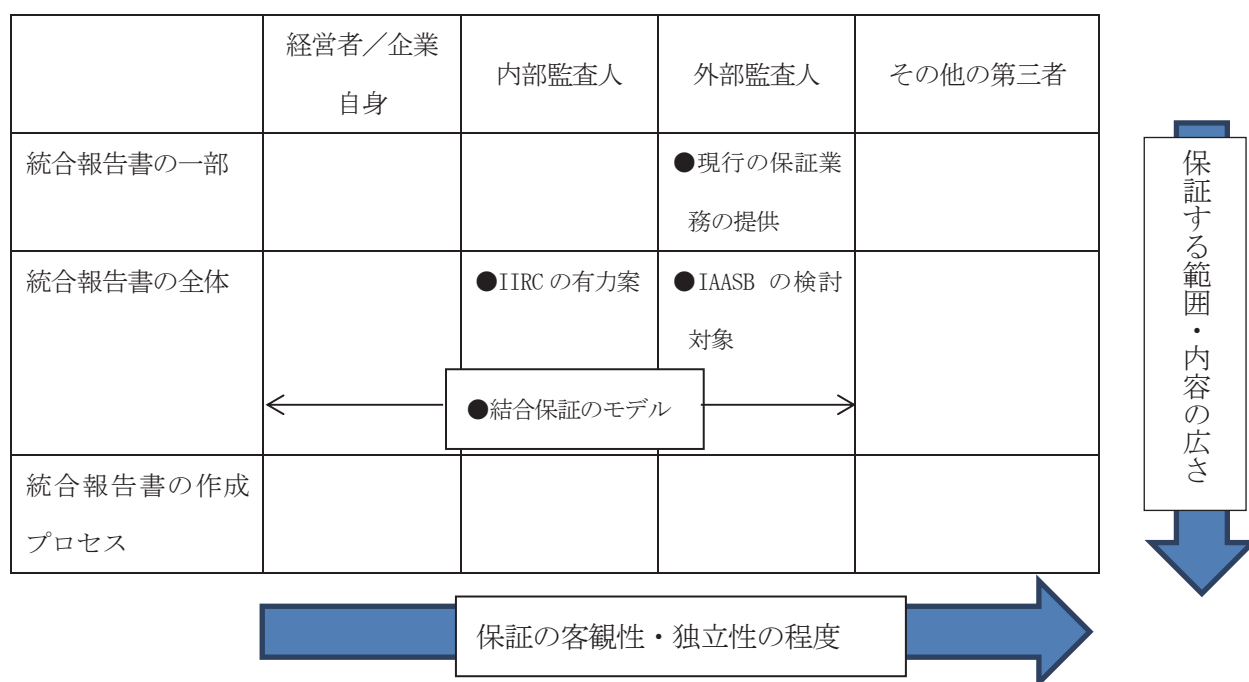 経営者／企業
自身
内部監査人
外部監査人
その他の第三者
統合報告書の一部
●現行の保証業
務の提供
統合報告書の全体
●IIRC の有力案
●IAASB の検討
対象
●結合保証のモデル
統合報告書の作成
プロセス
保証の客観性・独立性の程度
保証する範囲・内容の広さ